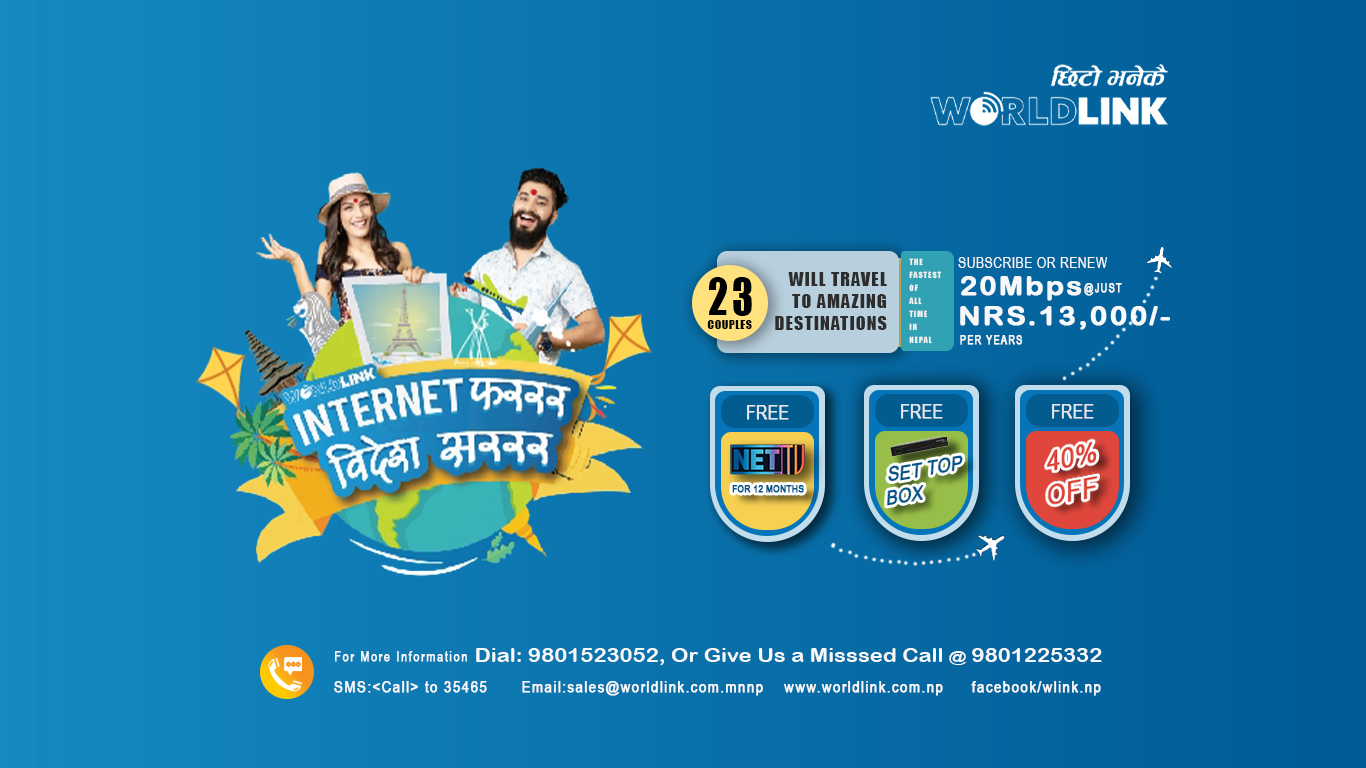 छिटो भनेकै
WORLDLINK
WORLDLINK
INTERNET फररर
विदेश सररर
23
COUPLES
WILL TRAVEL
TO AMAZING
DESTINATIONS
THE
FASTEST
OF
ALL
TIME
IN
NEPAL
SUBSCRIBE OR RENEW
20Mbps@JUST
NRS.13,000/-
PER YEARS
FREE
NETTV
FOR 12 MONTHS
FREE
SET TOP
BOX
FREE
40%
OFF
For More Information Dial: 9801523052, Or Give Us a Misssed Call @ 9801225332
SMS:<Call> to 35465 Email:sales@worldlink.com.mnnp www.worldlink.com.np facebook/wlink.np